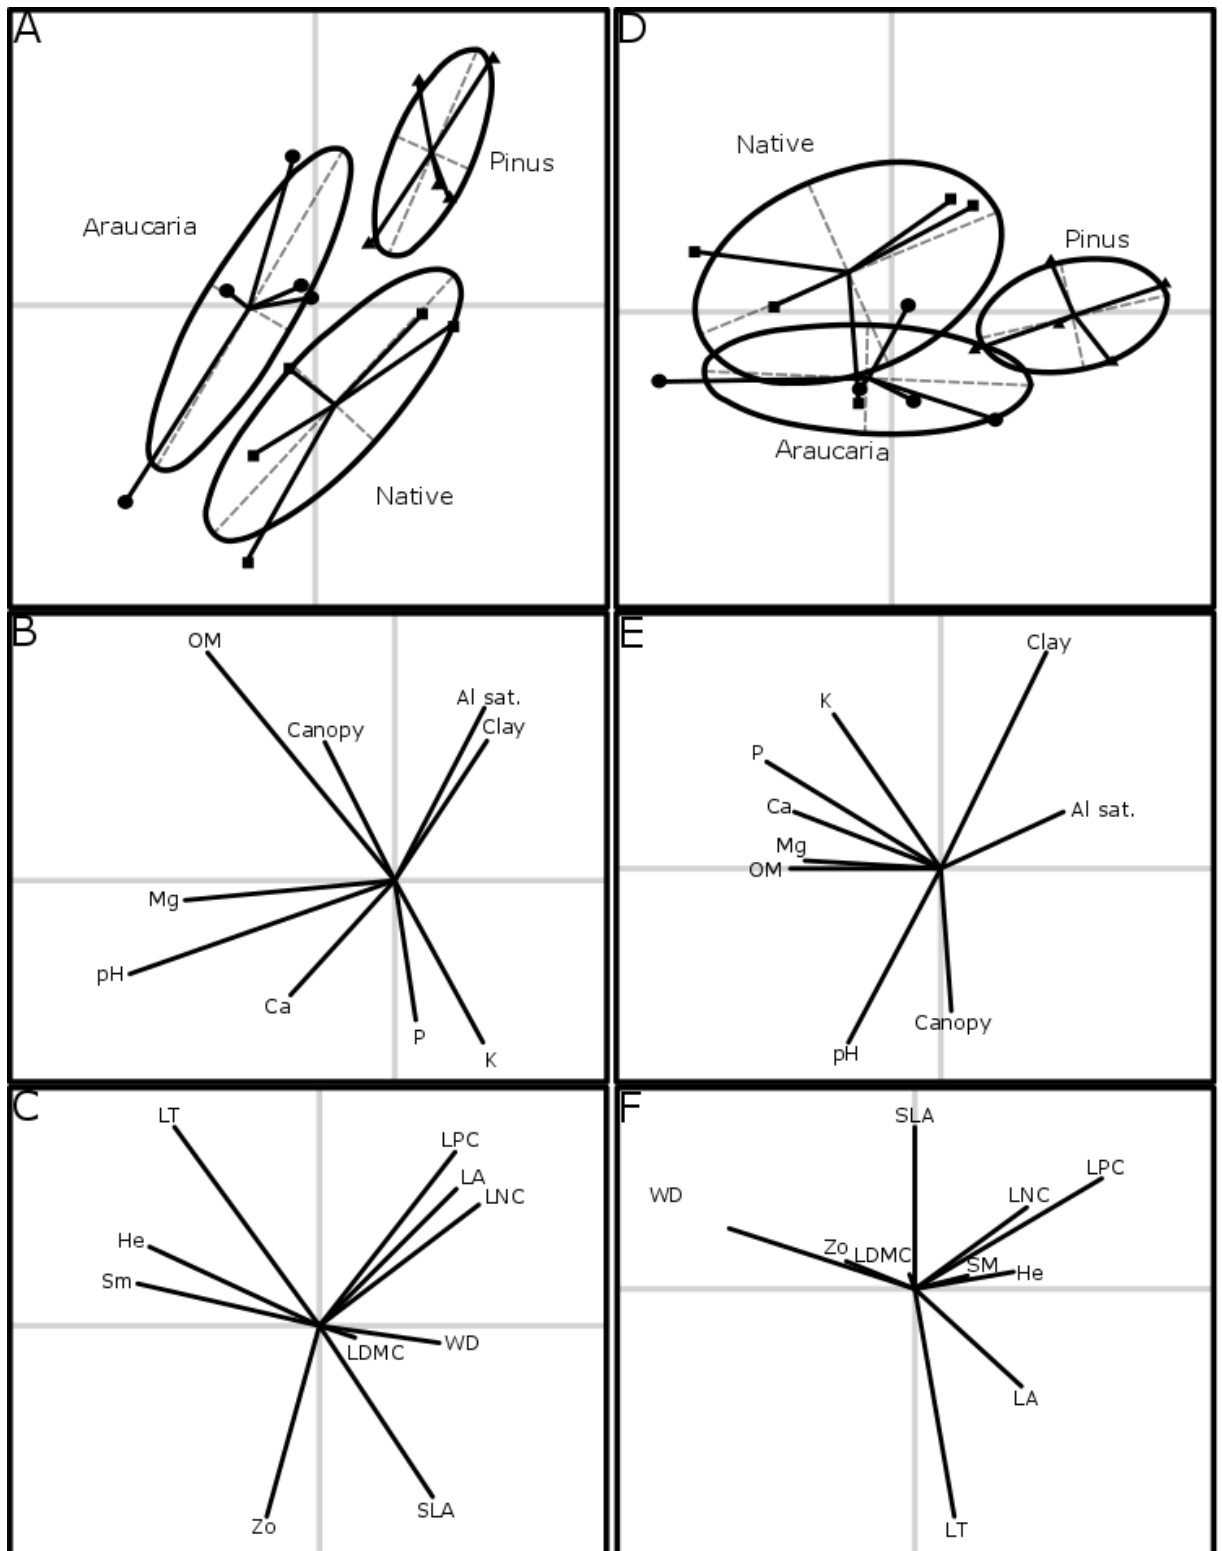 A
Pinus
Araucaria
Native
D
Native
Pinus
Araucaria
B
OM
Al sat.
Canopy
Clay
Mg
pH
Ca
P
K
E
Clay
K
P
Ca
Al sat.
Mg
OM
Canopy
pH
C
LT
LPC
LA
LNC
He
Sm
WD
LDMC
SLA
Zo
F
SLA
LPC
WD
LNC
Zo
LDMC
SM
He
LA
LT